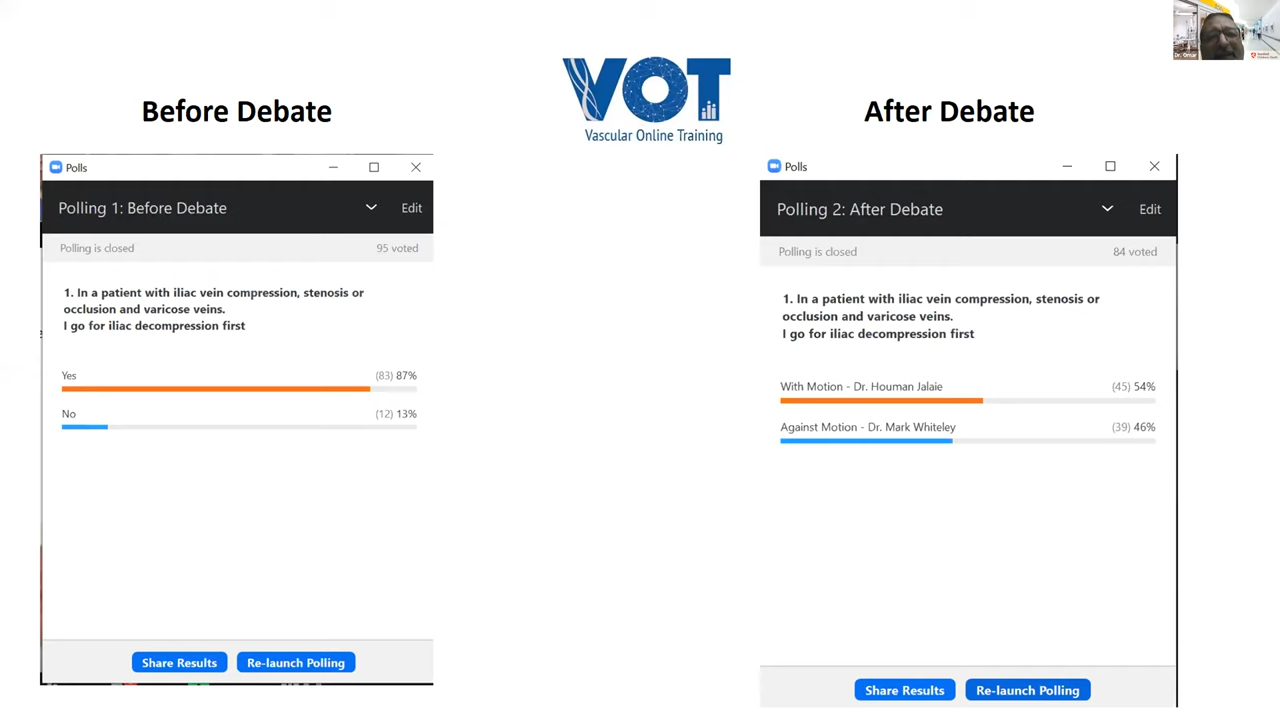 VOT
Vascular Online Training
Before Debate
Polls
Polling 1: Before Debate
Edit
Polling is closed
95 voted
1. In a patient with iliac vein compression, stenosis or
occlusion and varicose veins.
I go for iliac decompression first
Yes
(83) 87%
No
(12) 13%
Share Results
Re-launch Polling
After Debate
Polls
Polling 2: After Debate
Edit
Polling is closed
84 voted
1. In a patient with iliac vein compression, stenosis or
occlusion and varicose veins.
I go for iliac decompression first
With Motion - Dr. Houman Jalaie
(45) 54%
Against Motion - Dr. Mark Whiteley
(39) 46%
Share Results
Re-launch Polling
Dr. Omar